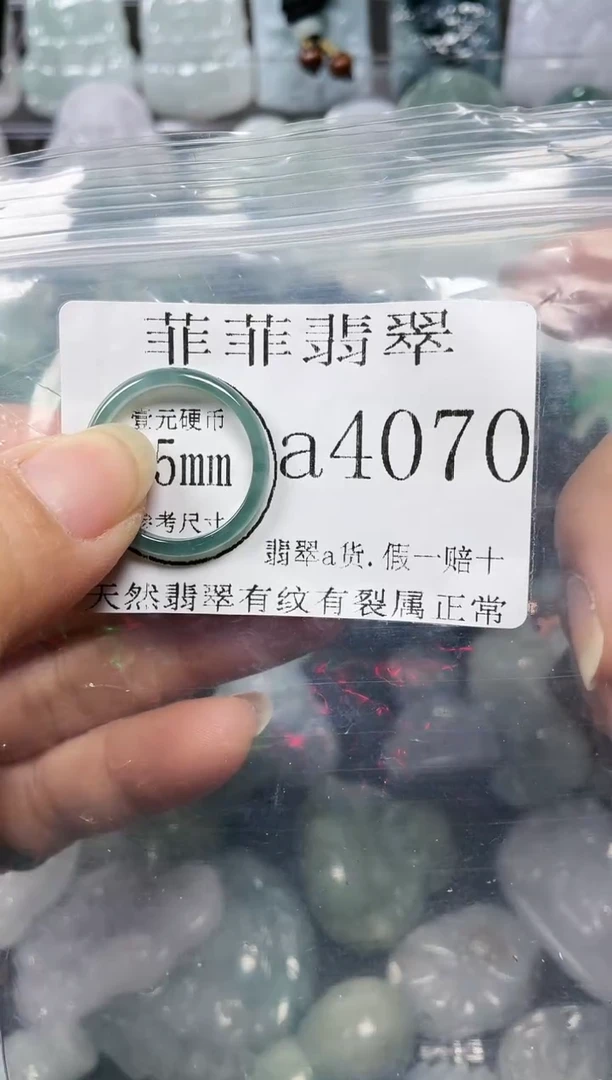 菲菲翡翠
壹元硬币
5mm
a4070
参考尺寸
翡翠a货.假一赔十
天然翡翠有纹有裂属正常